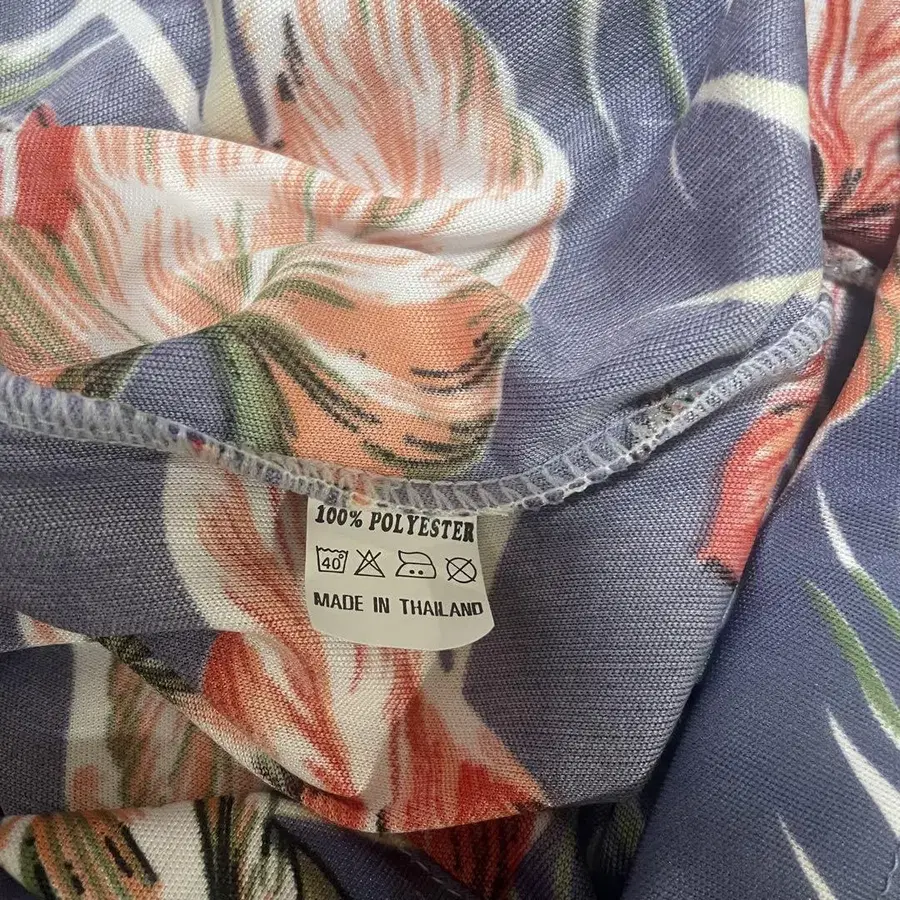 100% POLYESTER
40°
MADE IN THAILAND